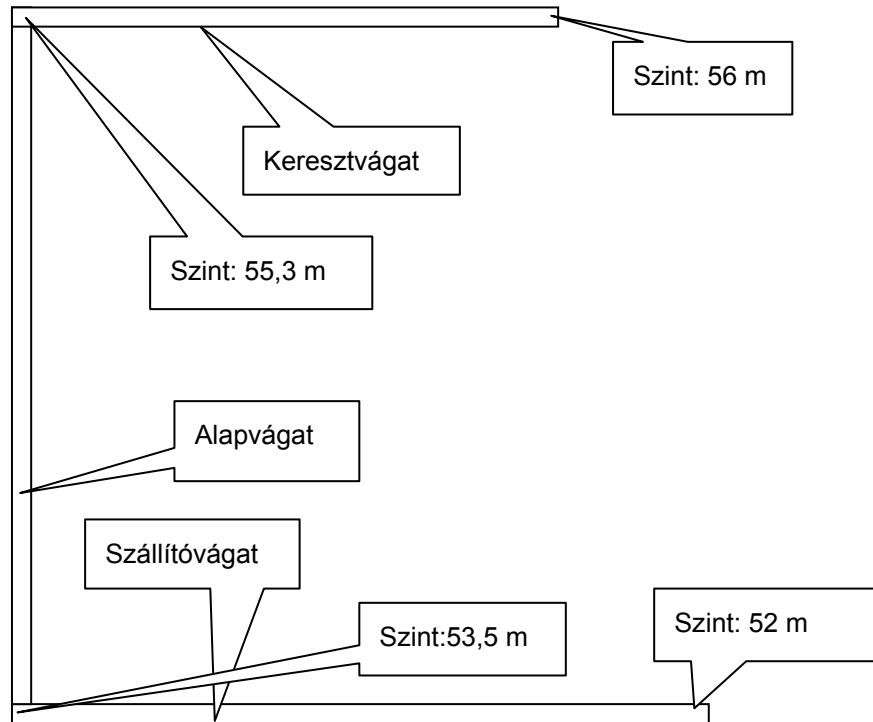 Szint: 56 m
Keresztvágat
Szint: 55,3 m
Alapvágat
Szállítóvágat
Szint:53,5 m
Szint: 52 m